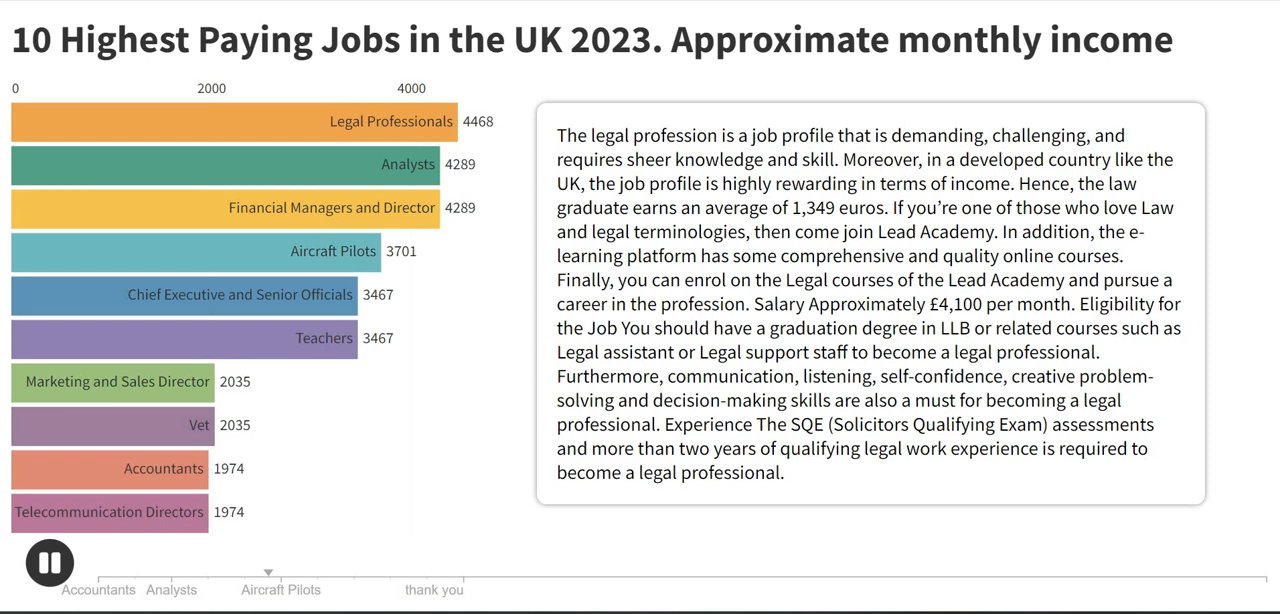 10 Highest Paying Jobs in the UK 2023. Approximate monthly income
0 2000 4000
Legal Professionals 4468
Analysts 4289
Financial Managers and Director 4289
Aircraft Pilots 3701
Chief Executive and Senior Officials 3467
Teachers 3467
Marketing and Sales Director 2035
Vet 2035
Accountants 1974
Telecommunication Directors 1974
The legal profession is a job profile that is demanding, challenging, and
requires sheer knowledge and skill. Moreover, in a developed country like the
UK, the job profile is highly rewarding in terms of income. Hence, the law
graduate earns an average of 1,349 euros. If you’re one of those who love Law
and legal terminologies, then come join Lead Academy. In addition, the e-
learning platform has some comprehensive and quality online courses.
Finally, you can enrol on the Legal courses of the Lead Academy and pursue a
career in the profession. Salary Approximately £4,100 per month. Eligibility for
the Job You should have a graduation degree in LLB or related courses such as
Legal assistant or Legal support staff to become a legal professional.
Furthermore, communication, listening, self-confidence, creative problem-
solving and decision-making skills are also a must for becoming a legal
professional. Experience The SQE (Solicitors Qualifying Exam) assessments
and more than two years of qualifying legal work experience is required to
become a legal professional.
Accountants Analysts Aircraft Pilots thank you